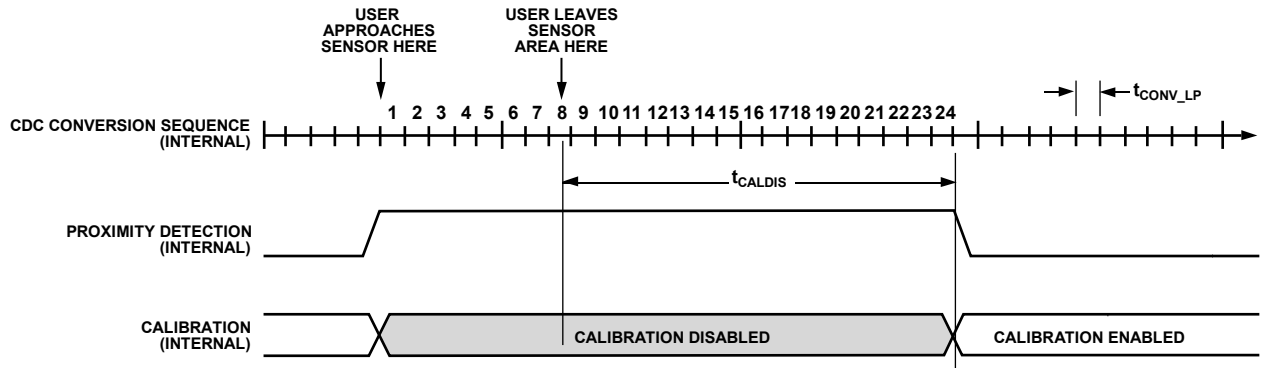 USER
APPROACHES
SENSOR HERE
USER LEAVES
SENSOR
AREA HERE
tCONV_LP
CDC CONVERSION SEQUENCE
(INTERNAL)
1 2 3 4 5 6 7 8 9 10 11 12 13 14 15 16 17 18 19 20 21 22 23 24
tCALDIS
PROXIMITY DETECTION
(INTERNAL)
CALIBRATION
(INTERNAL)
CALIBRATION DISABLED
CALIBRATION ENABLED